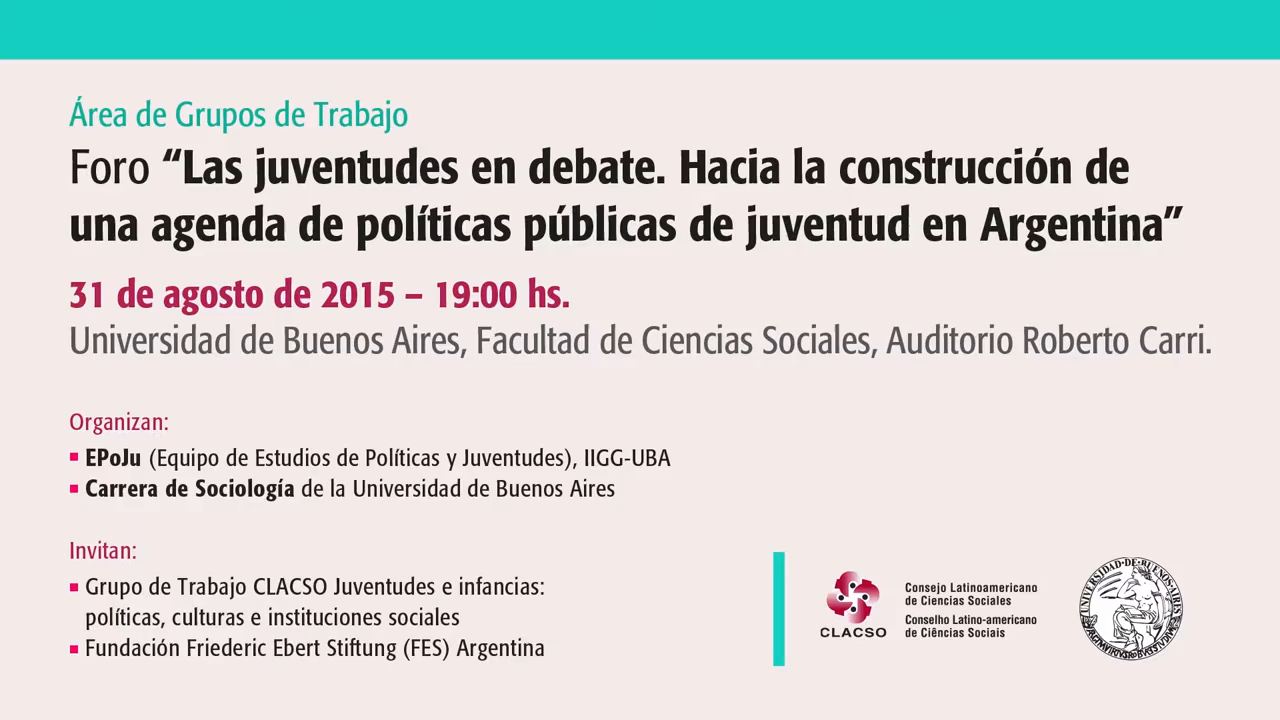 Área de Grupos de Trabajo
Foro “Las juventudes en debate. Hacia la construcción de
una agenda de políticas públicas de juventud en Argentina”
31 de agosto de 2015 – 19:00 hs.
Universidad de Buenos Aires, Facultad de Ciencias Sociales, Auditorio Roberto Carri.
Organizan:
EPoJu (Equipo de Estudios de Políticas y Juventudes), IIGG-UBA
Carrera de Sociología de la Universidad de Buenos Aires
Invitan:
Grupo de Trabajo CLACSO Juventudes e infancias:
políticas, culturas e instituciones sociales
Fundación Friederic Ebert Stiftung (FES) Argentina
CLACSO
Consejo Latinoamericano
de Ciencias Sociales
Conselho Latino-americano
de Ciências Sociais
UNIVERSIDAD·DE·BUENOS·AIRES